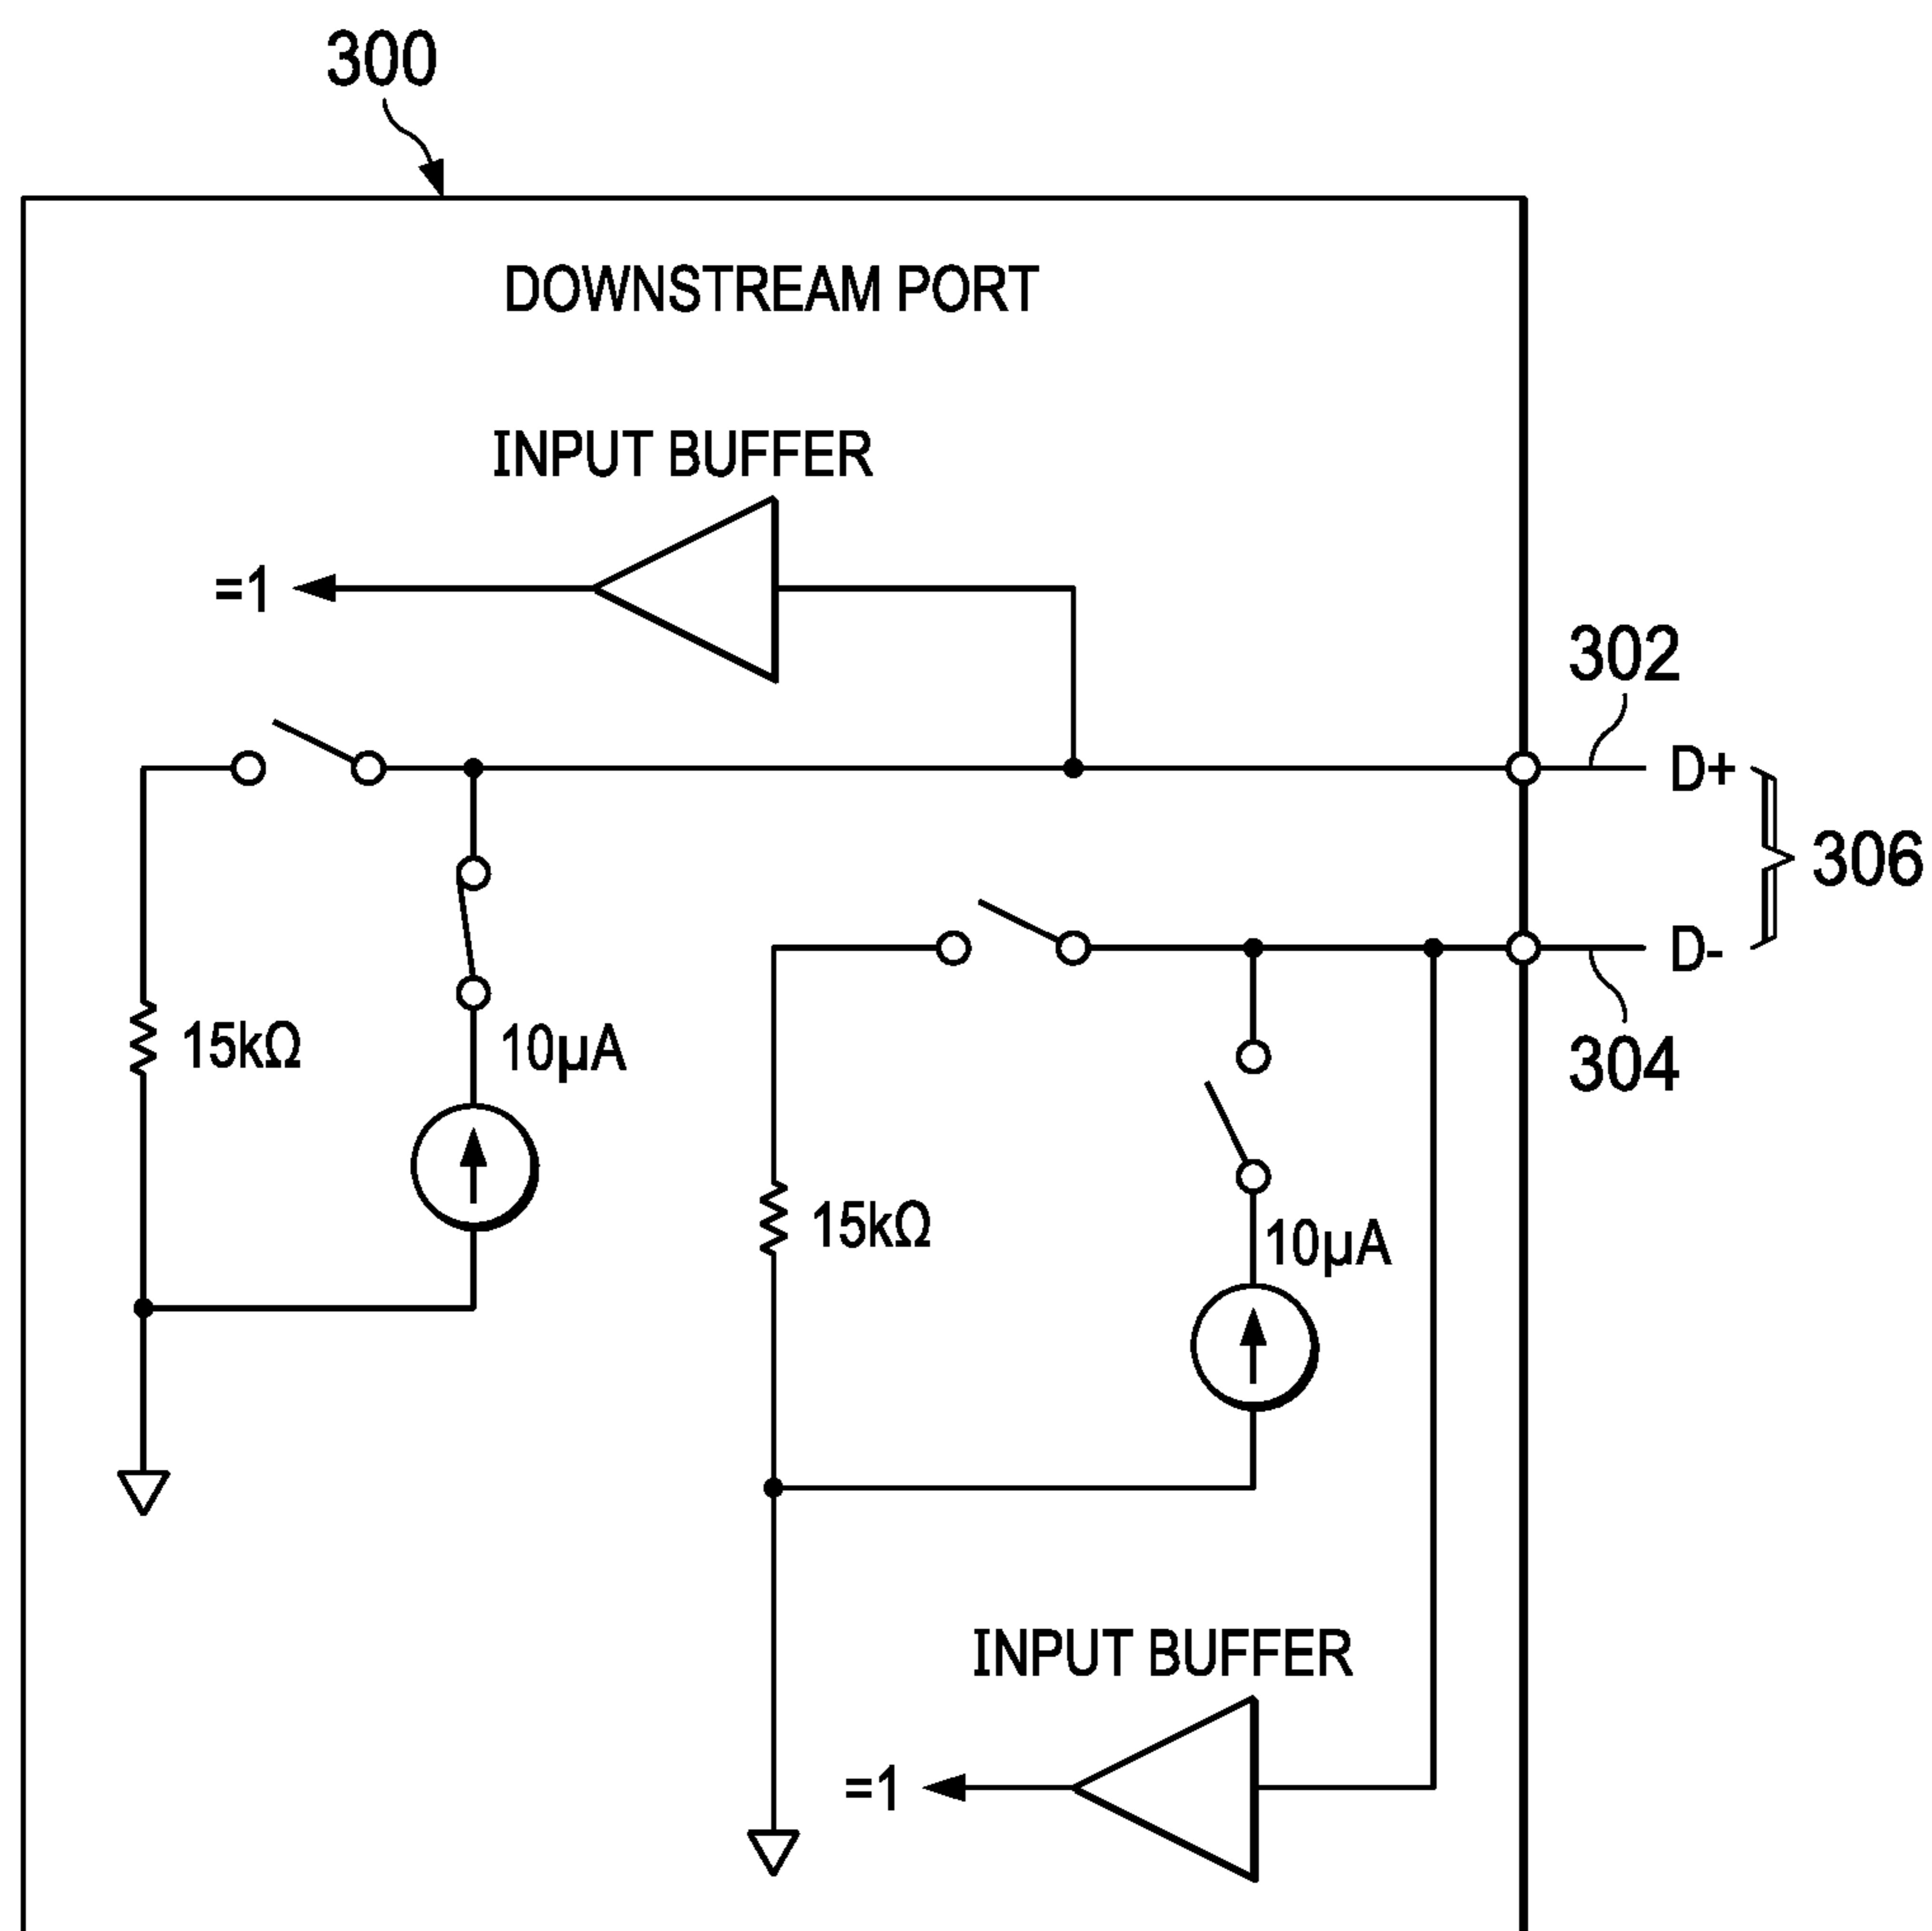 300
DOWNSTREAM PORT
INPUT BUFFER
=1
302
D+
306
D-
304
15kΩ
10µA
15kΩ
10µA
INPUT BUFFER
=1